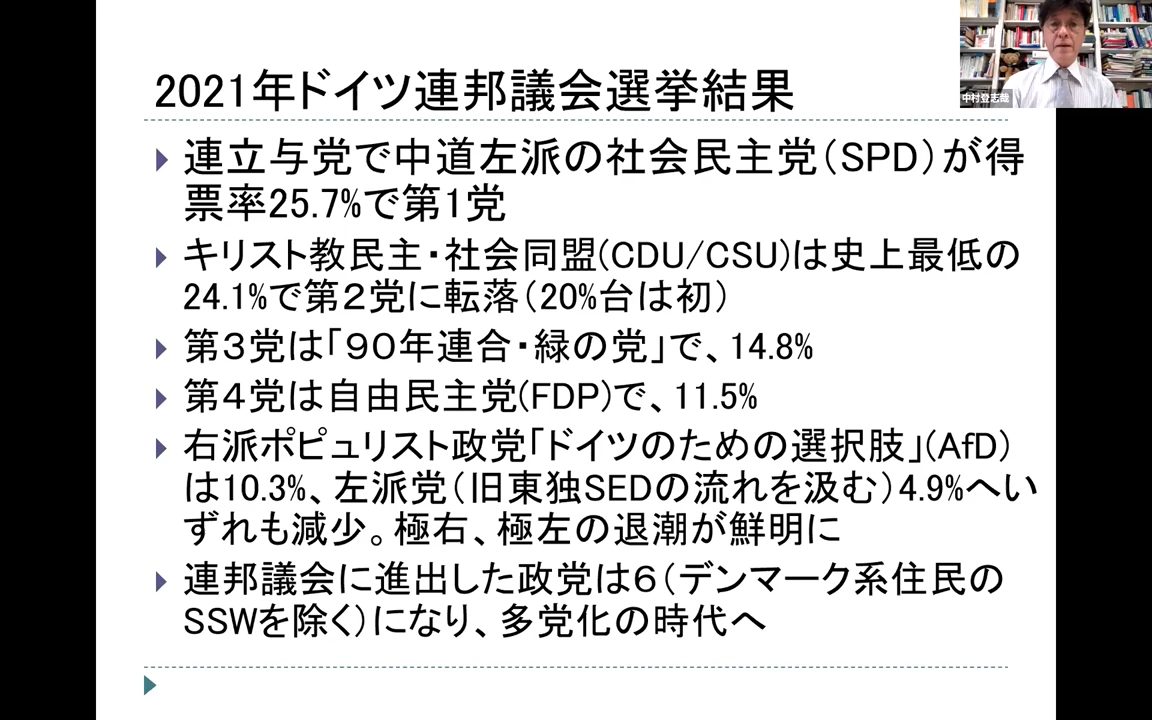 2021年ドイツ連邦議会選挙結果
中村登志哉
連立与党で中道左派の社会民主党（SPD）が得
票率25.7%で第1党
キリスト教民主・社会同盟(CDU/CSU)は史上最低の
24.1%で第２党に転落（20%台は初）
第３党は「９０年連合・緑の党」で、14.8%
第４党は自由民主党(FDP)で、11.5%
右派ポピュリスト政党「ドイツのための選択肢」(AfD)
は10.3%、左派党（旧東独SEDの流れを汲む）4.9%へい
ずれも減少。極右、極左の退潮が鮮明に
連邦議会に進出した政党は６（デンマーク系住民の
SSWを除く）になり、多党化の時代へ